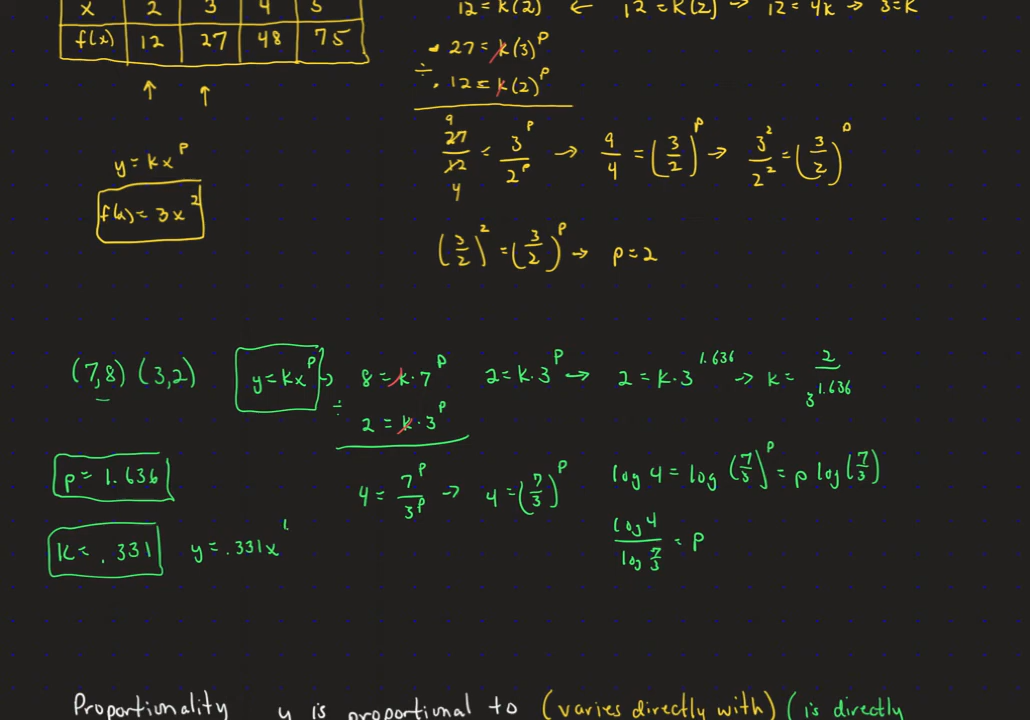 x 2 3 4 5
f(x) 12 27 48 75
12 = k(2) ← 12 = k(2) → 12 = 4k → 3 = k
• 27 = k(3)^p
÷ • 12 = k(2)^p
27/12 = 3^p/2^p → 9/4 = (3/2)^p → 3^2/2^2 = (3/2)^p
9
4
y = kx^p
f(x) = 3x^2
(3/2)^2 = (3/2)^p → p = 2
(7,8) (3,2) y = kx^p → 8 = k·7^p 2 = k·3^p → 2 = k·3^1.636 → k = 2/3^1.636
÷ 2 = k·3^p
p = 1.636 4 = 7^p/3^p → 4 = (7/3)^p log 4 = log (7/3)^p = p log (7/3)
k = .331 y = .331x log 4/log 7/3 = p
Proportionality y is proportional to (varies directly with) (is directly